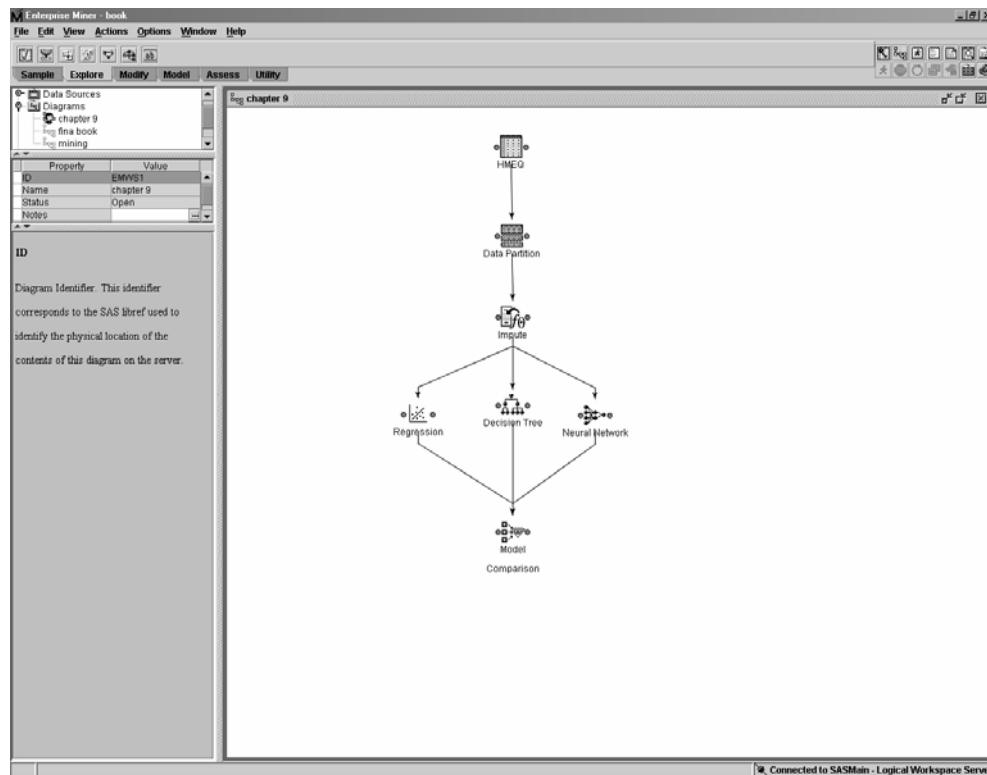 Enterprise Miner - book
File Edit View Actions Options Window Help
Sample Explore Modify Model Assess Utility
Data Sources
Diagrams
chapter 9
fina book
mining
Property Value
ID EMWS1
Name chapter 9
Status Open
Notes
ID
Diagram Identifier. This identifier
corresponds to the SAS libref used to
identify the physical location of the
contents of this diagram on the server.
chapter 9
HMEQ
Data Partition
Impute
Regression
Decision Tree
Neural Network
Model
Comparison
Connected to SASMain - Logical Workspace Serve